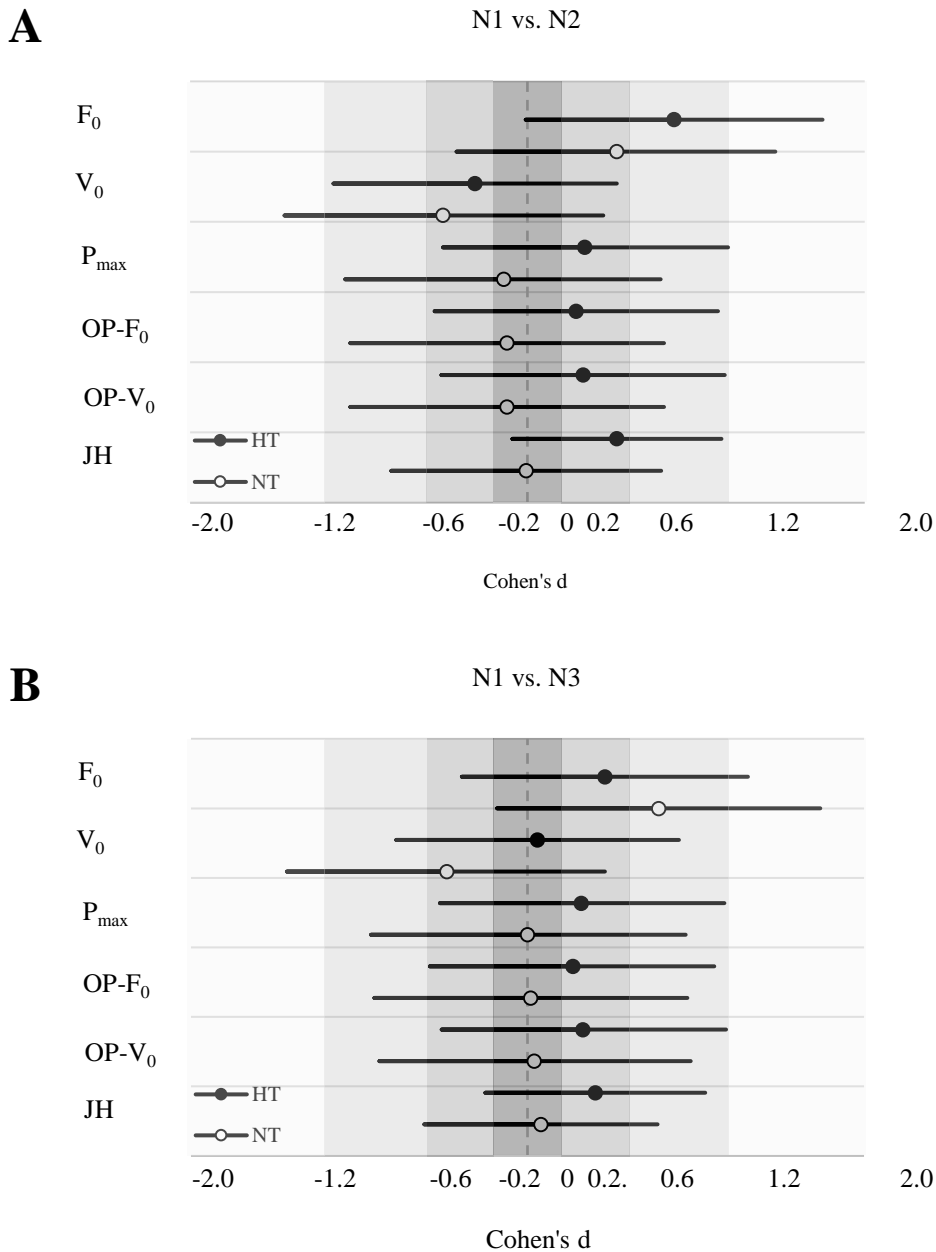 A
N1 vs. N2
F0
V0
Pmax
OP-F0
OP-V0
JH
HT
NT
-2.0 -1.2 -0.6 -0.2 0 0.2 0.6 1.2 2.0
Cohen's d
B
N1 vs. N3
F0
V0
Pmax
OP-F0
OP-V0
JH
HT
NT
-2.0 -1.2 -0.6 -0.2 0 0.2. 0.6 1.2 2.0
Cohen's d